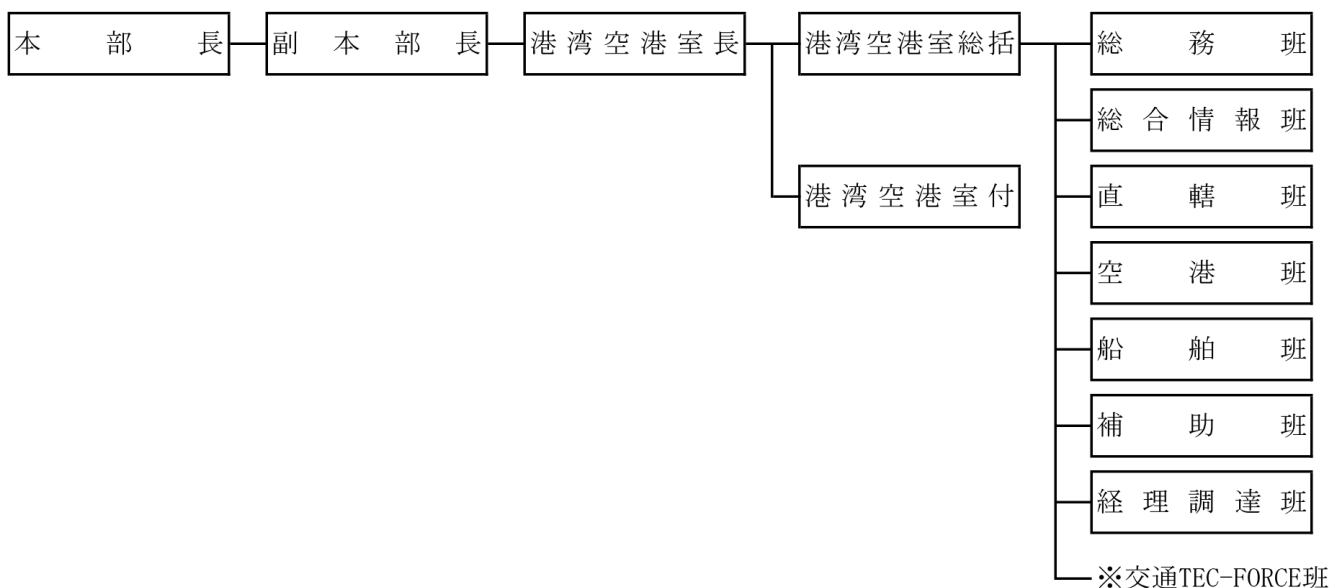 本部長
副本部長
港湾空港室長
港湾空港室総括
総務班
総合情報班
港湾空港室付
直轄班
空港班
船舶班
補助班
経理調達班
※交通TEC-FORCE班